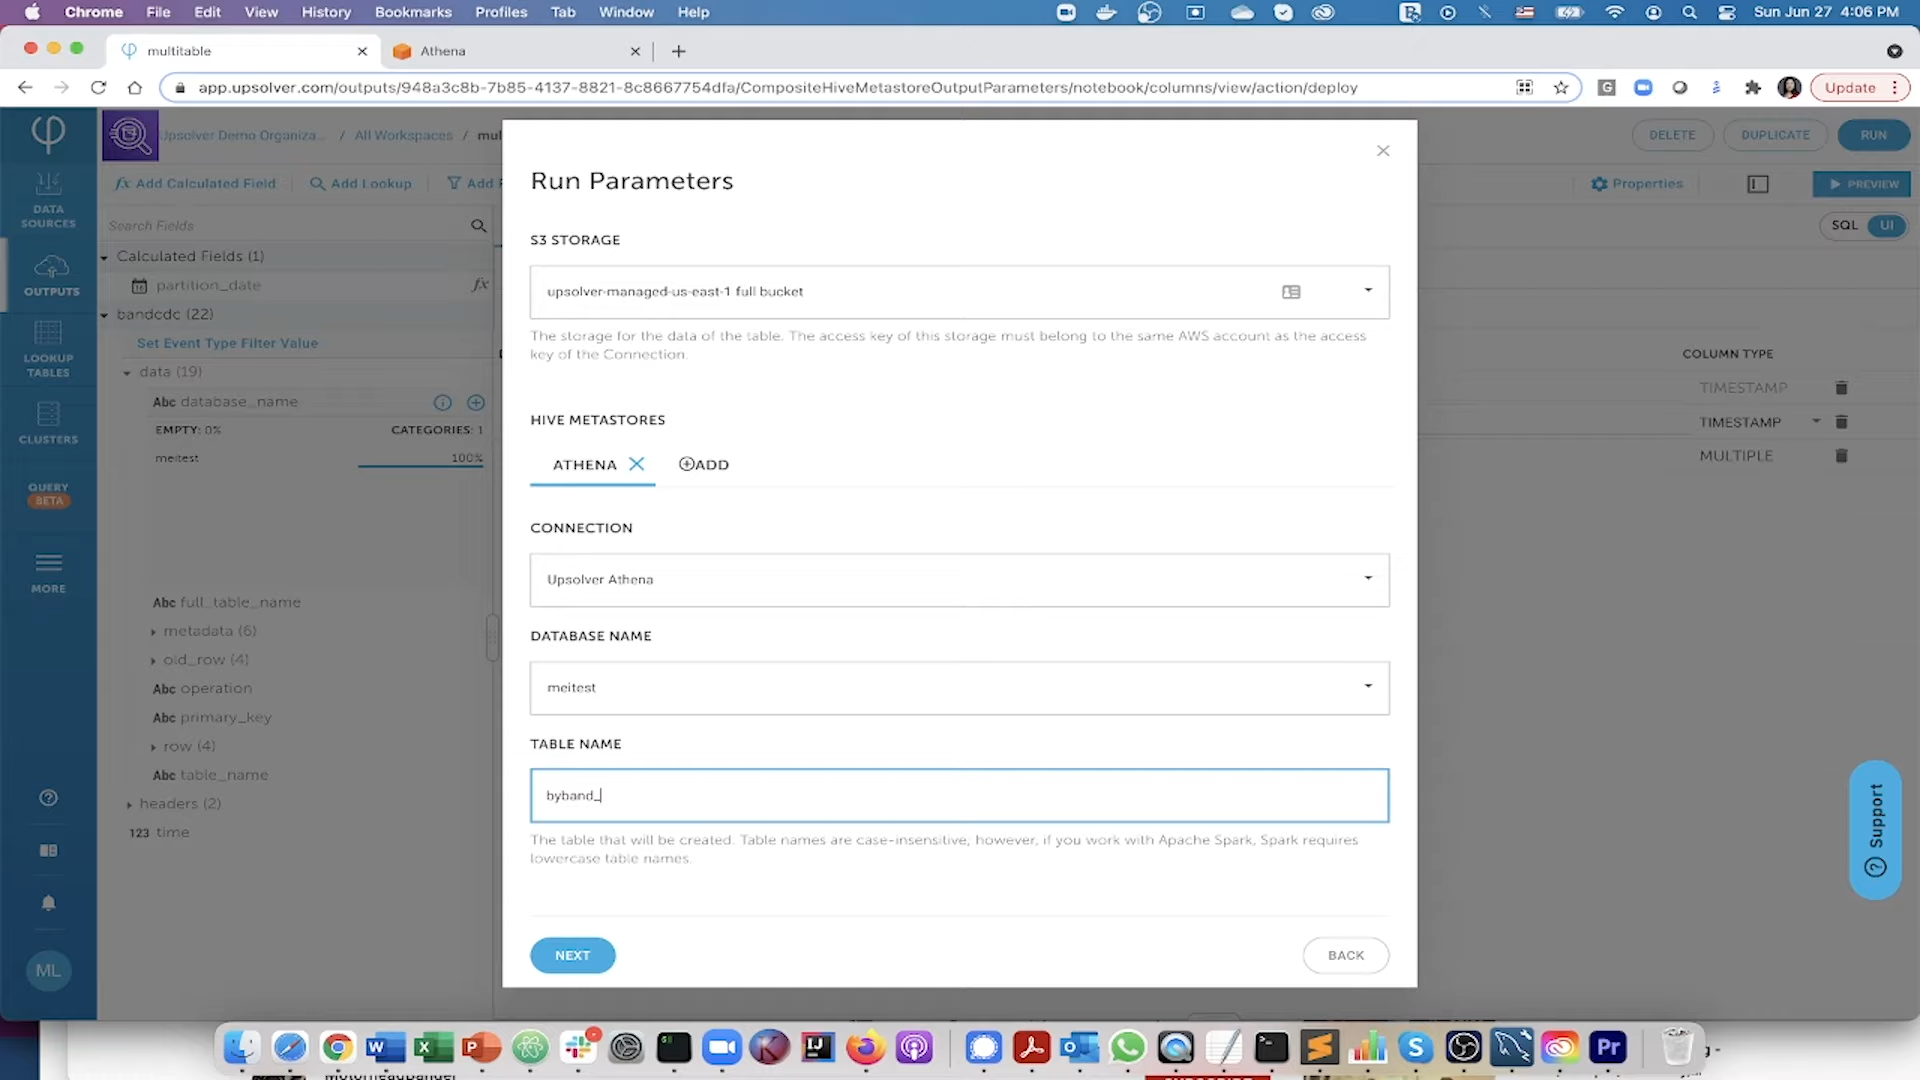 Chrome File Edit View History Bookmarks Profiles Tab Window Help Sun Jun 27 4:06 PM
multitable
Athena
app.upsolver.com/outputs/948a3c8b-7b85-4137-8821-8c8667754dfa/CompositeHiveMetastoreOutputParameters/notebook/columns/view/action/deploy
Update
Upsolver Demo Organiza... / All Workspaces / mul
DELETE
DUPLICATE
RUN
fx Add Calculated Field
Add Lookup
Add F
Properties
PREVIEW
SQL
UI
DATA SOURCES
OUTPUTS
LOOKUP TABLES
CLUSTERS
QUERY
BETA
MORE
ML
Search Fields
Calculated Fields (1)
partition_date
fx
bandcdc (22)
Set Event Type Filter Value
data (19)
Abc database_name
EMPTY: 0%
CATEGORIES: 1
meitest
100%
Abc full_table_name
metadata (6)
old_row (4)
Abc operation
Abc primary_key
row (4)
Abc table_name
headers (2)
123 time
Run Parameters
S3 STORAGE
upsolver-managed-us-east-1 full bucket
The storage for the data of the table. The access key of this storage must belong to the same AWS account as the access
key of the Connection.
HIVE METASTORES
ATHENA
ADD
CONNECTION
Upsolver Athena
DATABASE NAME
meitest
TABLE NAME
byband_
The table that will be created. Table names are case-insensitive; however, if you work with Apache Spark, Spark requires
lowercase table names.
NEXT
BACK
COLUMN TYPE
TIMESTAMP
TIMESTAMP
MULTIPLE
Support
W
X
P
IJ
S
Pr